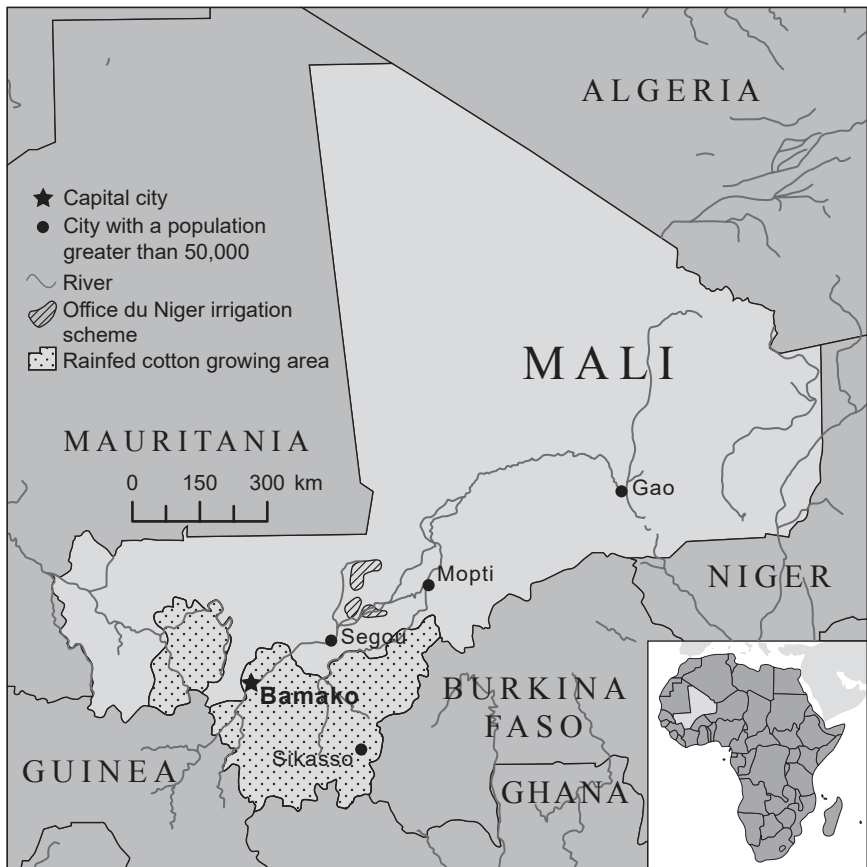 ALGERIA
Capital city
City with a population
greater than 50,000
River
Office du Niger irrigation
scheme
Rainfed cotton growing area
MALI
MAURITANIA
0 150 300 km
Gao
Mopti
NIGER
Segou
Bamako
BURKINA
FASO
Sikasso
GUINEA
GHANA